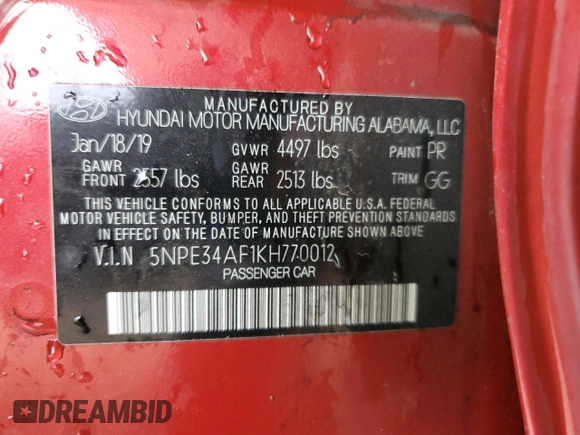 MANUFACTURED BY
HYUNDAI MOTOR MANUFACTURING ALABAMA, LLC
Jan/18/19 GVWR 4497 lbs PAINT PR
GAWR FRONT 2557 lbs GAWR REAR 2513 lbs TRIM GG
THIS VEHICLE CONFORMS TO ALL APPLICABLE U.S.A. FEDERAL
MOTOR VEHICLE SAFETY, BUMPER, AND THEFT PREVENTION STANDARDS
IN EFFECT ON THE DATE OF MANUFACTURE SHOWN ABOVE.
V.I.N 5NPE34AF1KH770012
PASSENGER CAR
DREAMBID